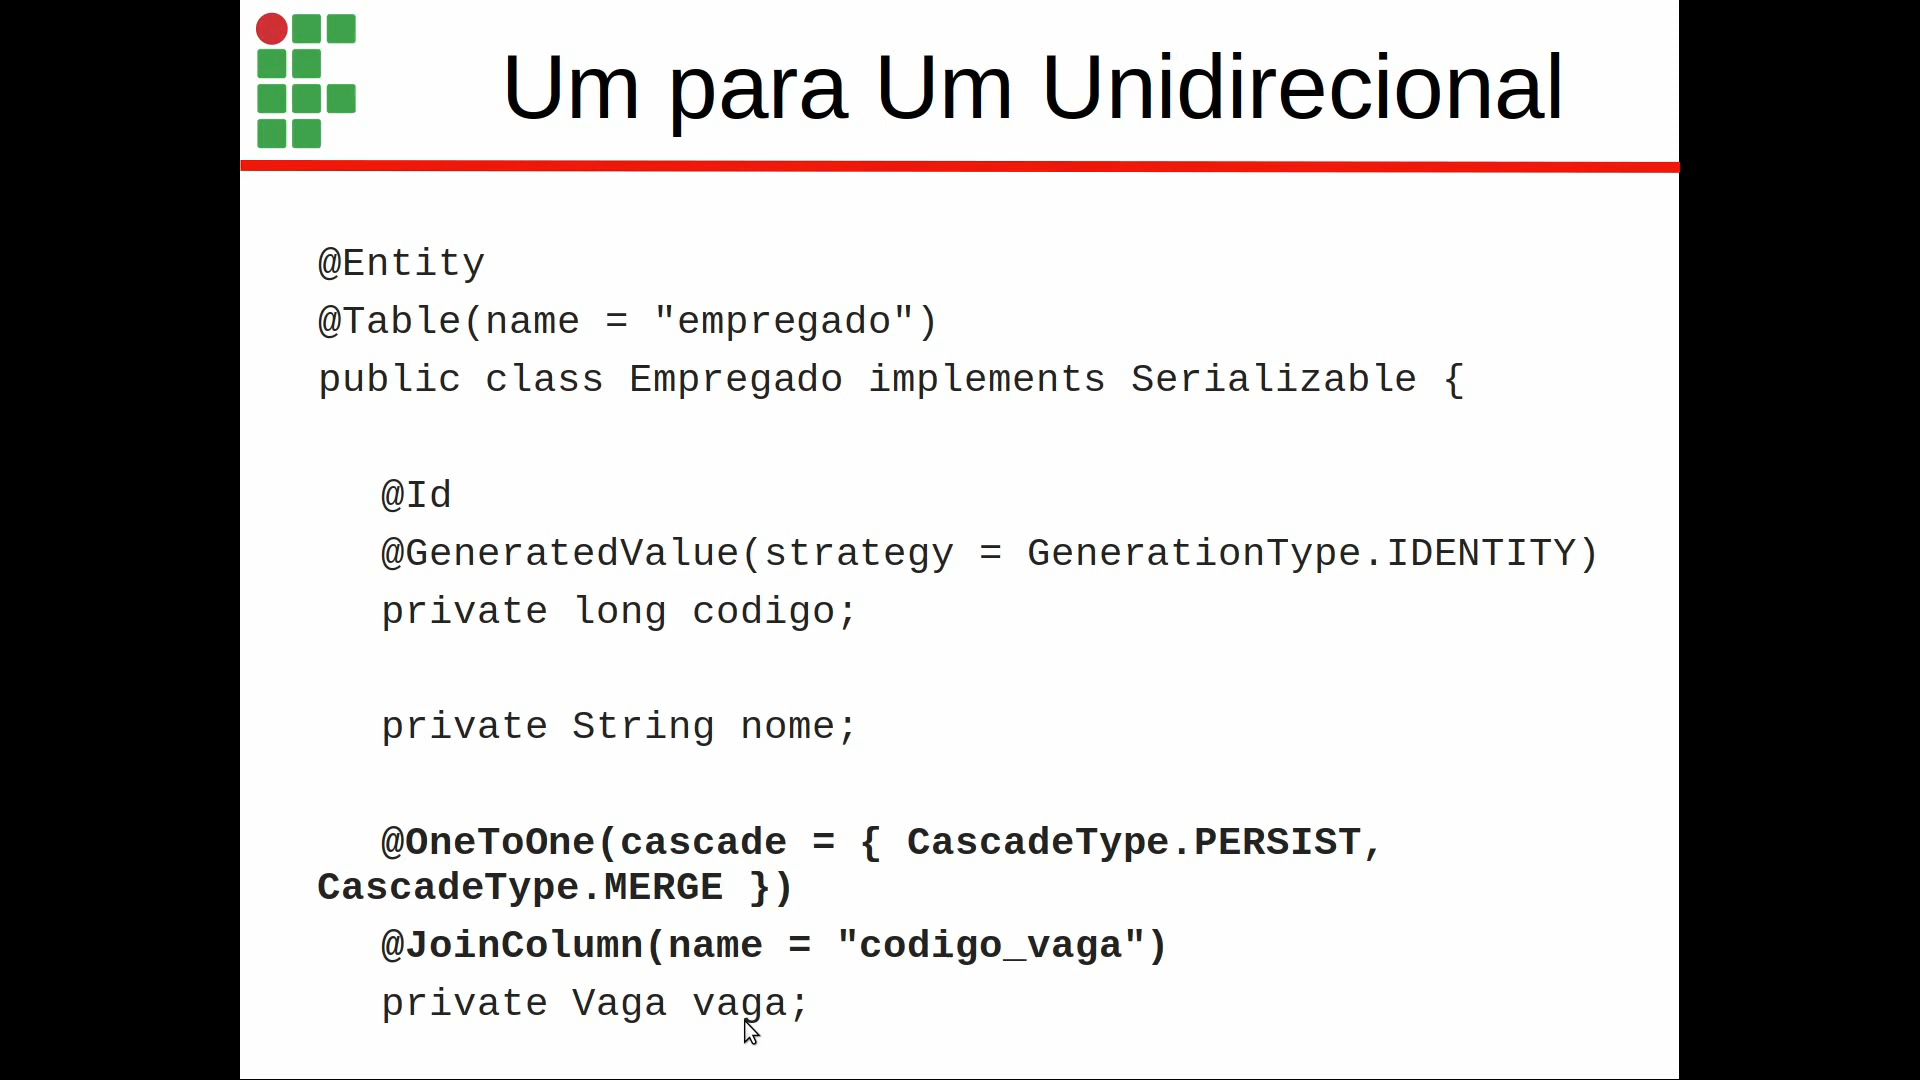 Um para Um Unidirecional
@Entity
@Table(name = "empregado")
public class Empregado implements Serializable {
@Id
@GeneratedValue(strategy = GenerationType.IDENTITY)
private long codigo;
private String nome;
@OneToOne(cascade = { CascadeType.PERSIST,
CascadeType.MERGE })
@JoinColumn(name = "codigo_vaga")
private Vaga vaga;